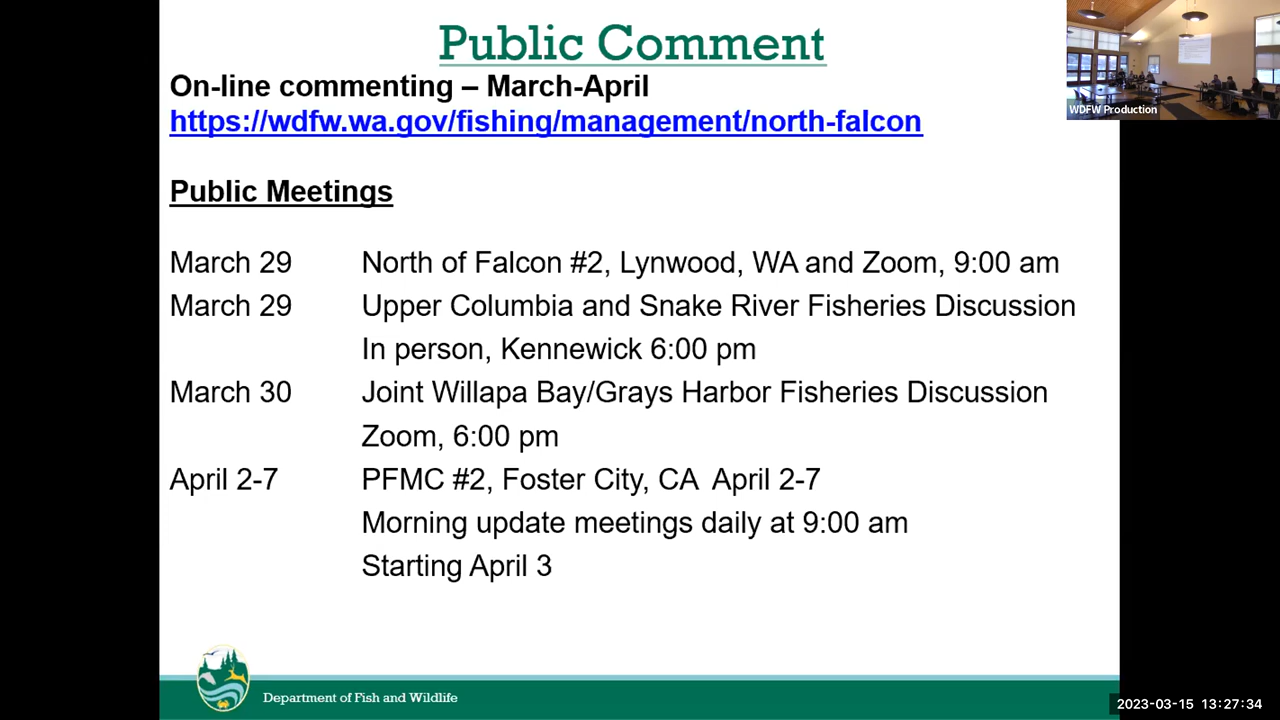 Public Comment
On-line commenting – March-April
https://wdfw.wa.gov/fishing/management/north-falcon
WDFW Production
Public Meetings
March 29 North of Falcon #2, Lynwood, WA and Zoom, 9:00 am
March 29 Upper Columbia and Snake River Fisheries Discussion
In person, Kennewick 6:00 pm
March 30 Joint Willapa Bay/Grays Harbor Fisheries Discussion
Zoom, 6:00 pm
April 2-7 PFMC #2, Foster City, CA April 2-7
Morning update meetings daily at 9:00 am
Starting April 3
Department of Fish and Wildlife
2023-03-15 13:27:34